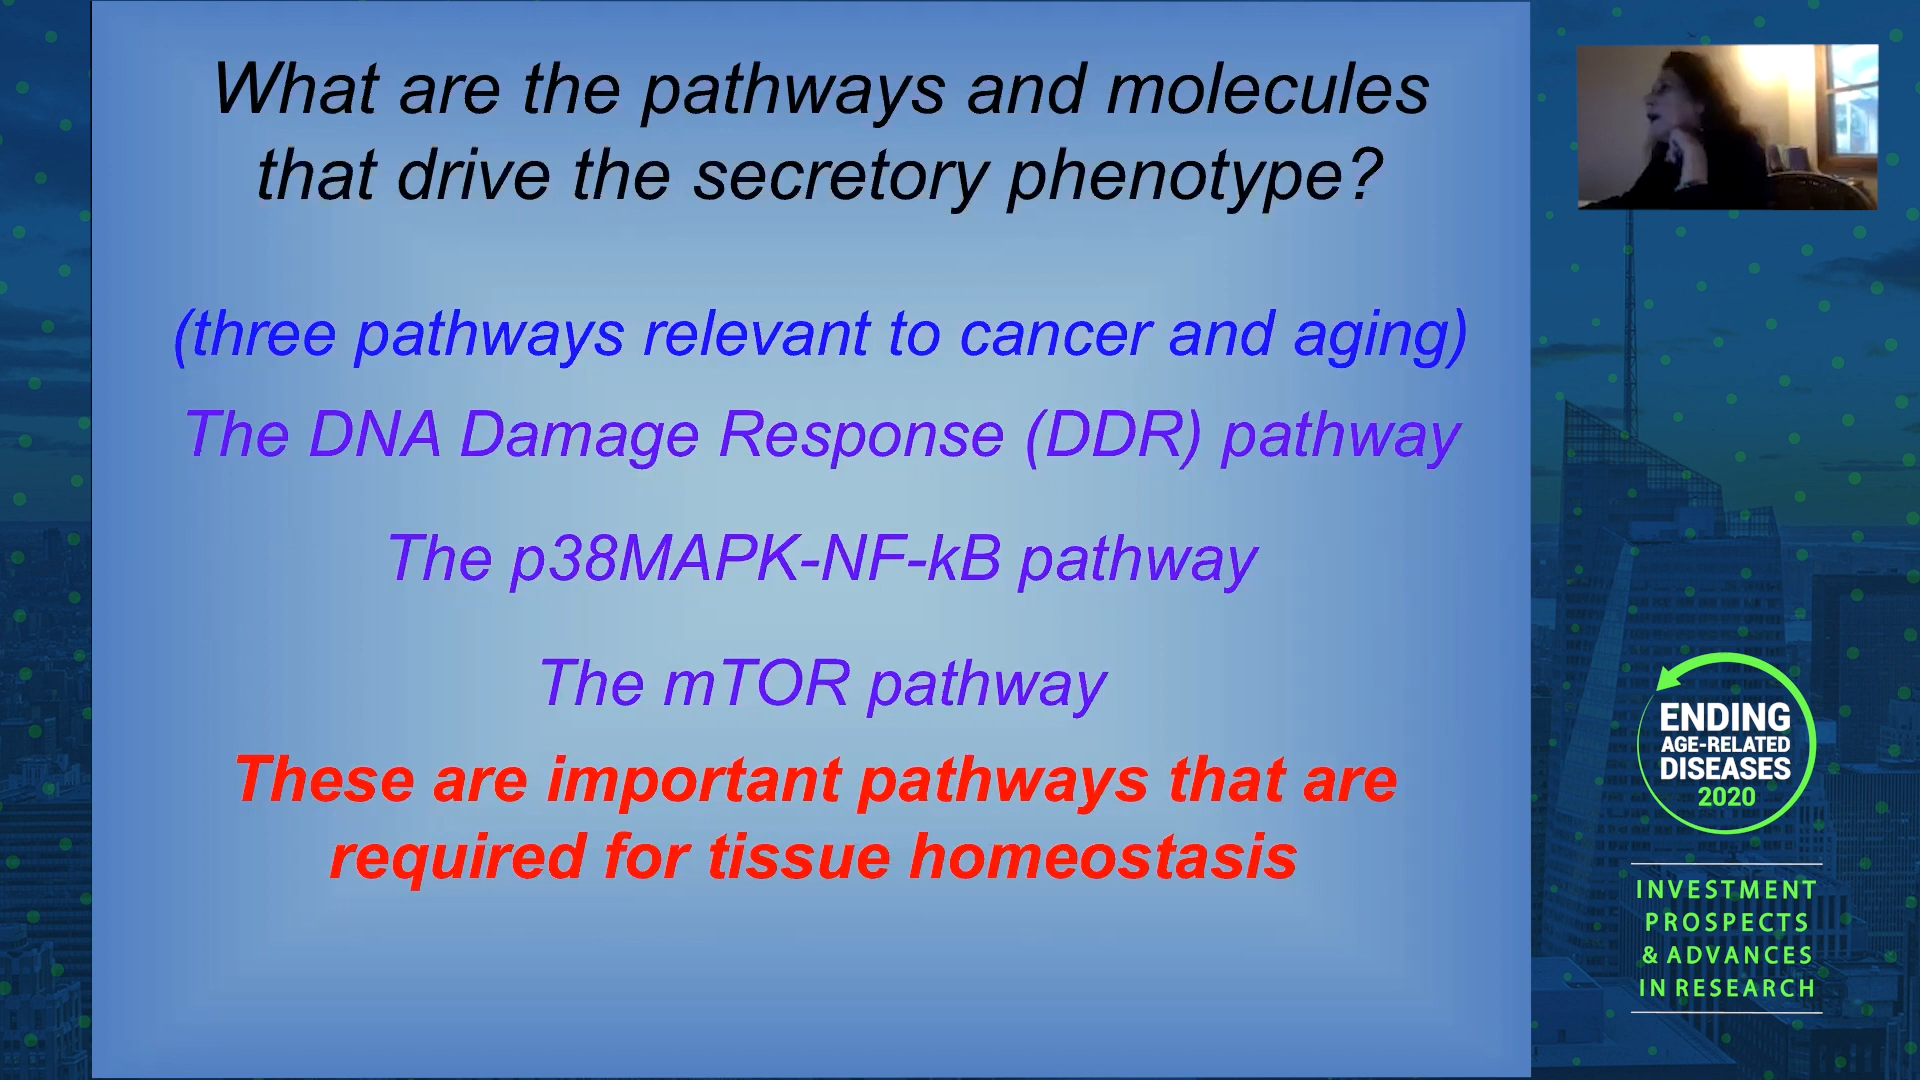 What are the pathways and molecules
that drive the secretory phenotype?
(three pathways relevant to cancer and aging)
The DNA Damage Response (DDR) pathway
The p38MAPK-NF-kB pathway
The mTOR pathway
These are important pathways that are
required for tissue homeostasis
ENDING
AGE-RELATED
DISEASES
2020
INVESTMENT
PROSPECTS
& ADVANCES
IN RESEARCH